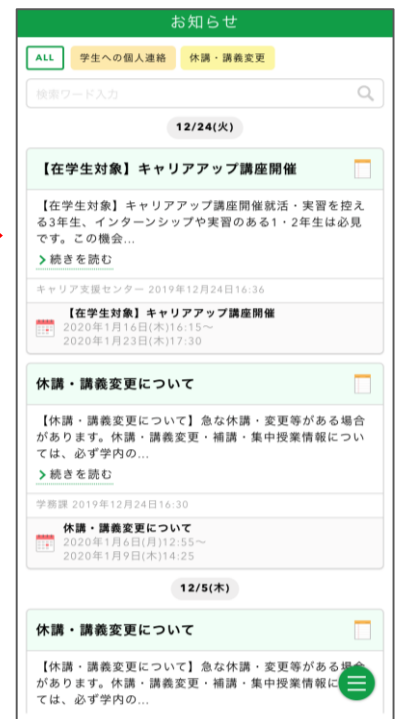 お知らせ
ALL 学生への個人連絡 休講・講義変更
検索ワード入力
12/24(火)
【在学生対象】キャリアアップ講座開催
【在学生対象】キャリアアップ講座開催就活・実習を控え
る3年生、インターンシップや実習のある1・2年生は必見
です。この機会...
続きを読む
キャリア支援センター 2019年12月24日16:36
【在学生対象】キャリアアップ講座開催
2020年1月16日(木)16:15～
2020年1月23日(木)17:30
休講・講義変更について
【休講・講義変更について】急な休講・変更等がある場合
があります。休講・講義変更・補講・集中授業情報につい
ては、必ず学内の...
続きを読む
学務課 2019年12月24日16:30
休講・講義変更について
2020年1月6日(月)12:55～
2020年1月9日(木)14:25
12/5(木)
休講・講義変更について
【休講・講義変更について】急な休講・変更等がある場合
があります。休講・講義変更・補講・集中授業情報に
ては、必ず学内の...